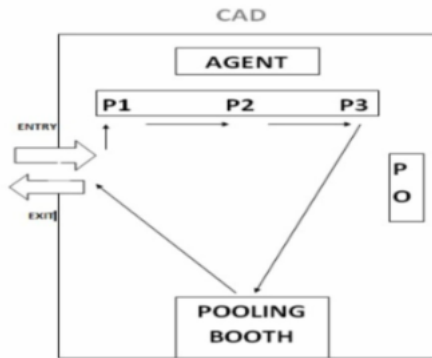 CAD
AGENT
P1 P2 P3
ENTRY
EXIT
P
O
POOLING
BOOTH